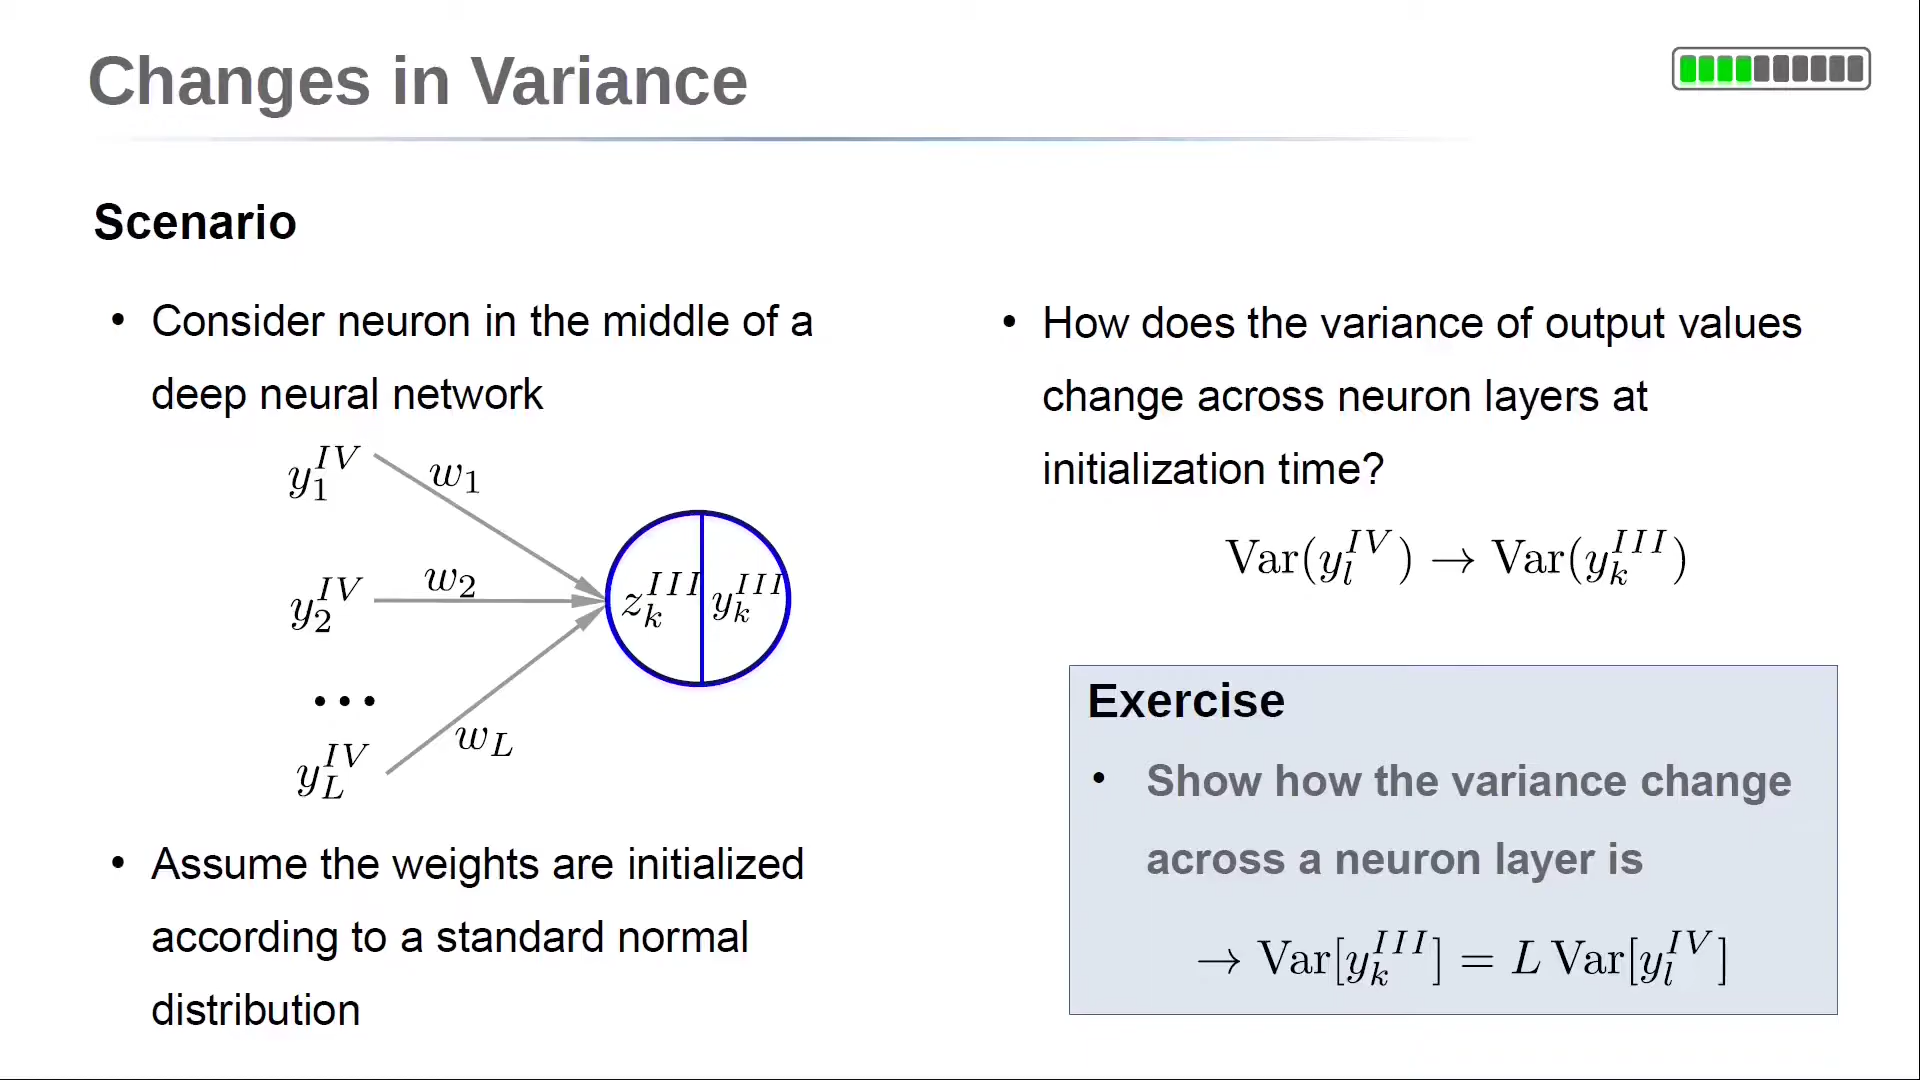 Changes in Variance
Scenario
• Consider neuron in the middle of a
deep neural network
y_1^{IV}
w_1
y_2^{IV}
w_2
z_k^{III} y_k^{III}
...
y_L^{IV}
w_L
• Assume the weights are initialized
according to a standard normal
distribution
• How does the variance of output values
change across neuron layers at
initialization time?
Var(y_l^{IV}) → Var(y_k^{III})
Exercise
• Show how the variance change
across a neuron layer is
→ Var[y_k^{III}] = L Var[y_l^{IV}]